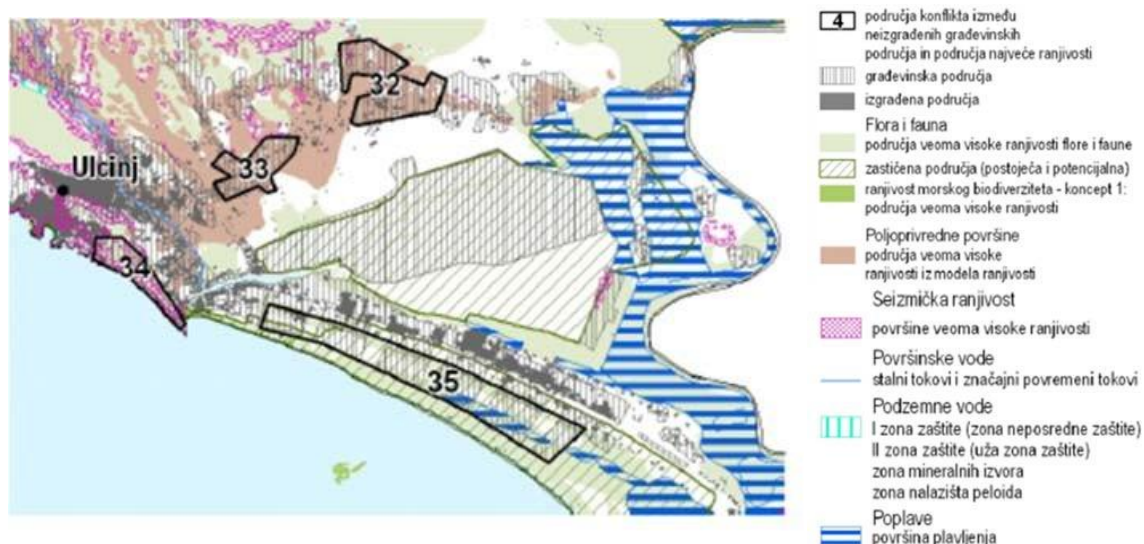 32
33
Ulcinj
34
35
4
područja konflikta između
neizgrađenih građevinskih
područja in područja najveće ranjivosti
građevinska područja
izgrađena područja
Flora i fauna
područja veoma visoke ranjivosti flore i faune
zastičena područja (postoječa i potencijalna)
ranjivost morskog biodiverziteta - koncept 1:
područja veoma visoke ranjivosti
Poljoprivredne površine
područja veoma visoke
ranjivosti iz modela ranjivosti
Seizmička ranjivost
površine veoma visoke ranjivosti
Površinske vode
stalni tokovi i značajni povremeni tokovi
Podzemne vode
I zona zaštite (zona neposredne zaštite)
II zona zaštite (uža zona zaštite)
zona mineralnih izvora
zona nalazišta peloida
Poplave
površina plavljenja